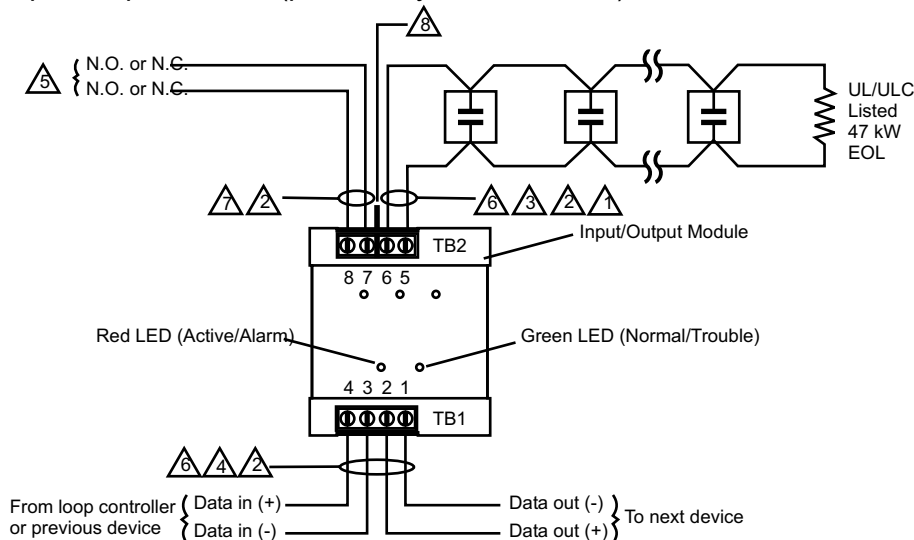 8
5
N.O. or N.C.
N.O. or N.C.
UL/ULC
Listed
47 kW
EOL
7 2
6 3 2 1
Input/Output Module
TB2
8 7 6 5
Red LED (Active/Alarm)
Green LED (Normal/Trouble)
4 3 2 1
TB1
6 4 2
From loop controller
or previous device
Data in (+)
Data in (-)
Data out (-)
Data out (+)
To next device